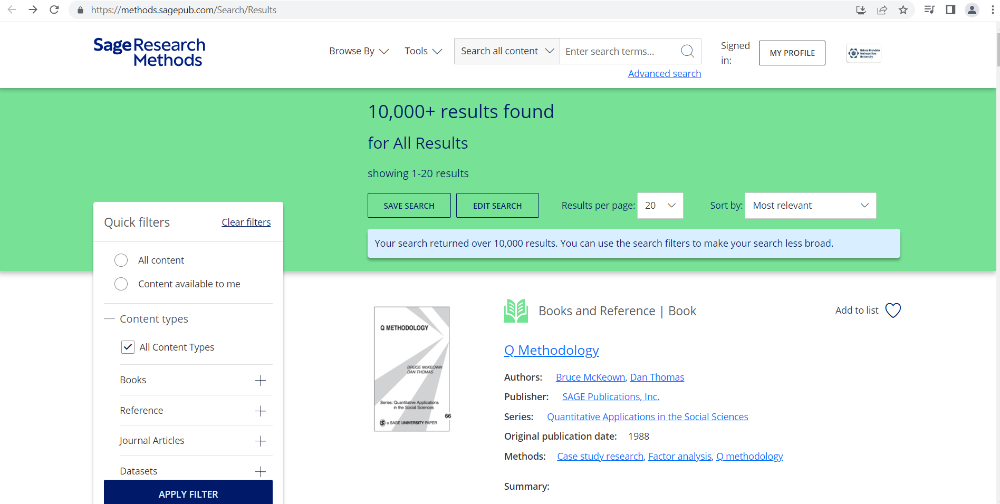 https://methods.sagepub.com/Search/Results
Sage Research
Methods
Browse By
Tools
Search all content
Enter search terms...
Advanced search
Signed
in:
MY PROFILE
Nelson Mandela
Metropolitan
University
10,000+ results found
for All Results
showing 1-20 results
SAVE SEARCH
EDIT SEARCH
Results per page: 20
Sort by: Most relevant
Your search returned over 10,000 results. You can use the search filters to make your search less broad.
Quick filters
Clear filters
All content
Content available to me
Content types
All Content Types
Books
Reference
Journal Articles
Datasets
APPLY FILTER
Q METHODOLOGY
BRUCE McKEOWN
DAN THOMAS
Series: Quantitative Applications
in the Social Sciences
66
a SAGE UNIVERSITY PAPER
Books and Reference | Book
Add to list
Q Methodology
Authors: Bruce McKeown, Dan Thomas
Publisher: SAGE Publications, Inc.
Series: Quantitative Applications in the Social Sciences
Original publication date: 1988
Methods: Case study research, Factor analysis, Q methodology
Summary: